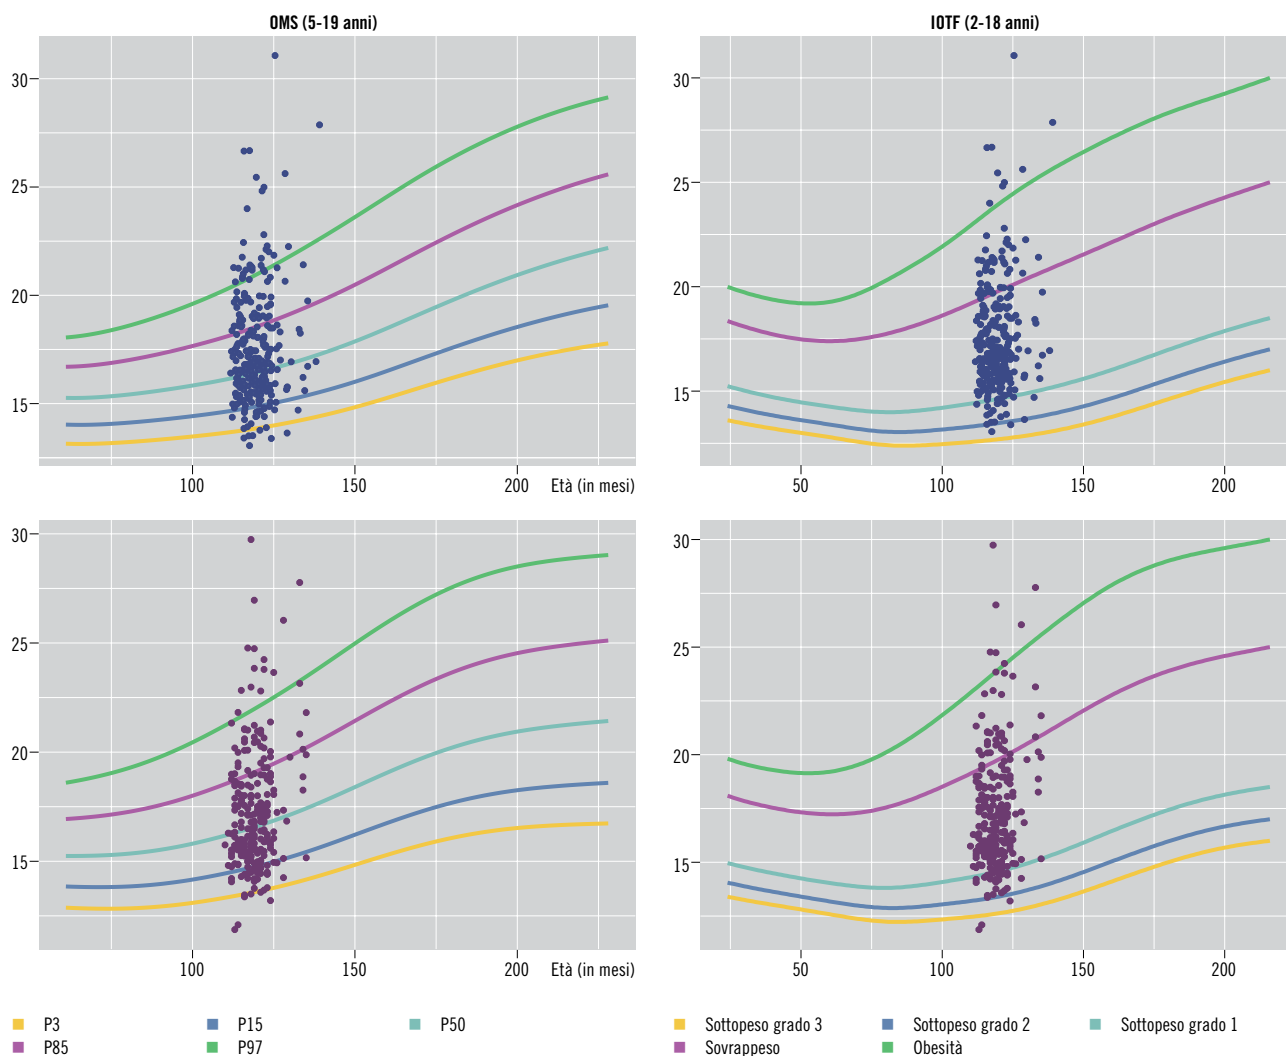 OMS (5-19 anni)
30
25
20
15
100 150 200 Età (in mesi)
IOTF (2-18 anni)
30
25
20
15
50 100 150 200
30
25
20
15
100 150 200 Età (in mesi)
30
25
20
15
50 100 150 200
P3 P15 P50
P85 P97
Sottopeso grado 3 Sottopeso grado 2 Sottopeso grado 1
Sovrappeso Obesità